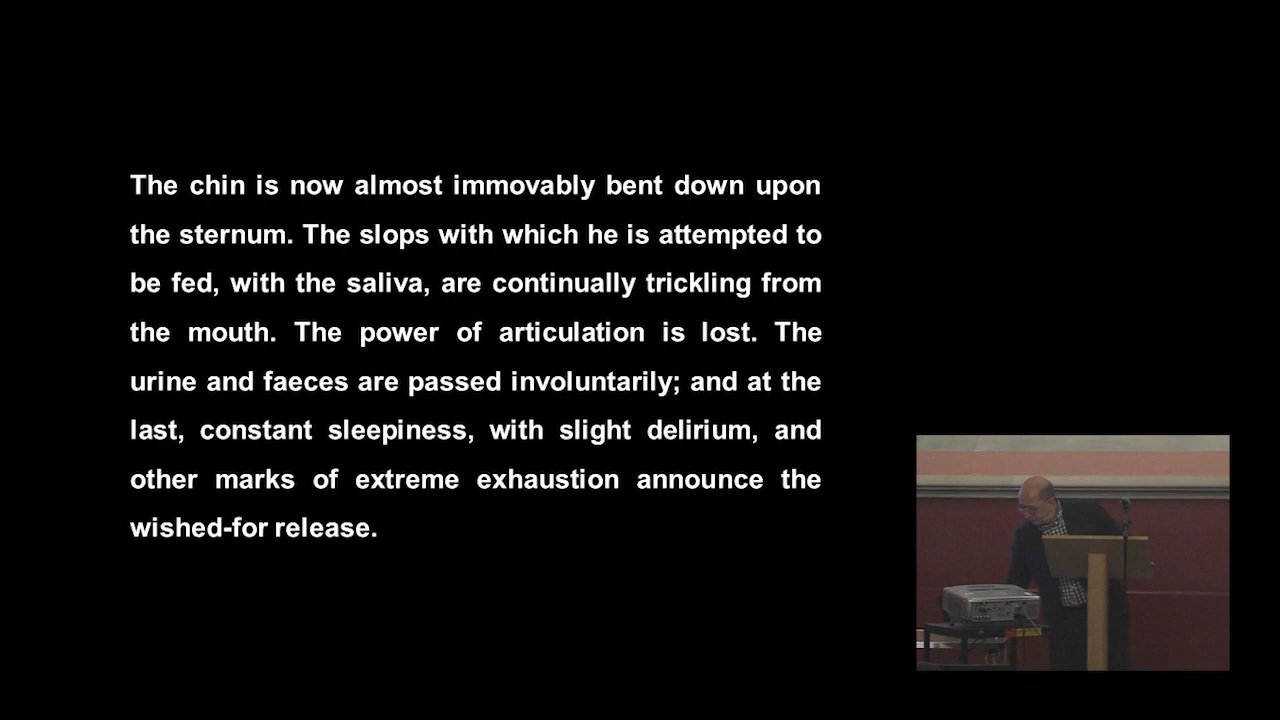 The chin is now almost immovably bent down upon
the sternum. The slops with which he is attempted to
be fed, with the saliva, are continually trickling from
the mouth. The power of articulation is lost. The
urine and faeces are passed involuntarily; and at the
last, constant sleepiness, with slight delirium, and
other marks of extreme exhaustion announce the
wished-for release.